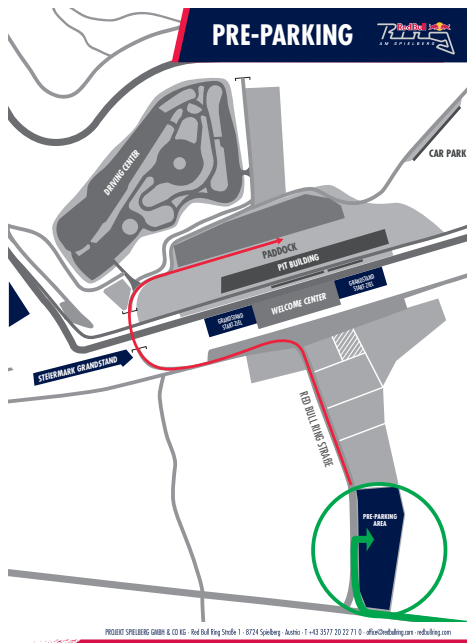 PRE-PARKING
Red Bull
Ring
AM SPIELBERG
DRIVING CENTER
CAR PARK
PADDOCK
PIT BUILDING
GRANDSTAND
START-ZIEL
WELCOME CENTER
GRANDSTAND
START-ZIEL
STEIERMARK GRANDSTAND
RED BULL RING STRAßE
PRE-PARKING
AREA
PROJEKT SPIELBERG GMBH & CO KG · Red Bull Ring Straße 1 · 8724 Spielberg · Austria · T +43 3577 20 22 71 0 · office@redbullring.com · redbullring.com